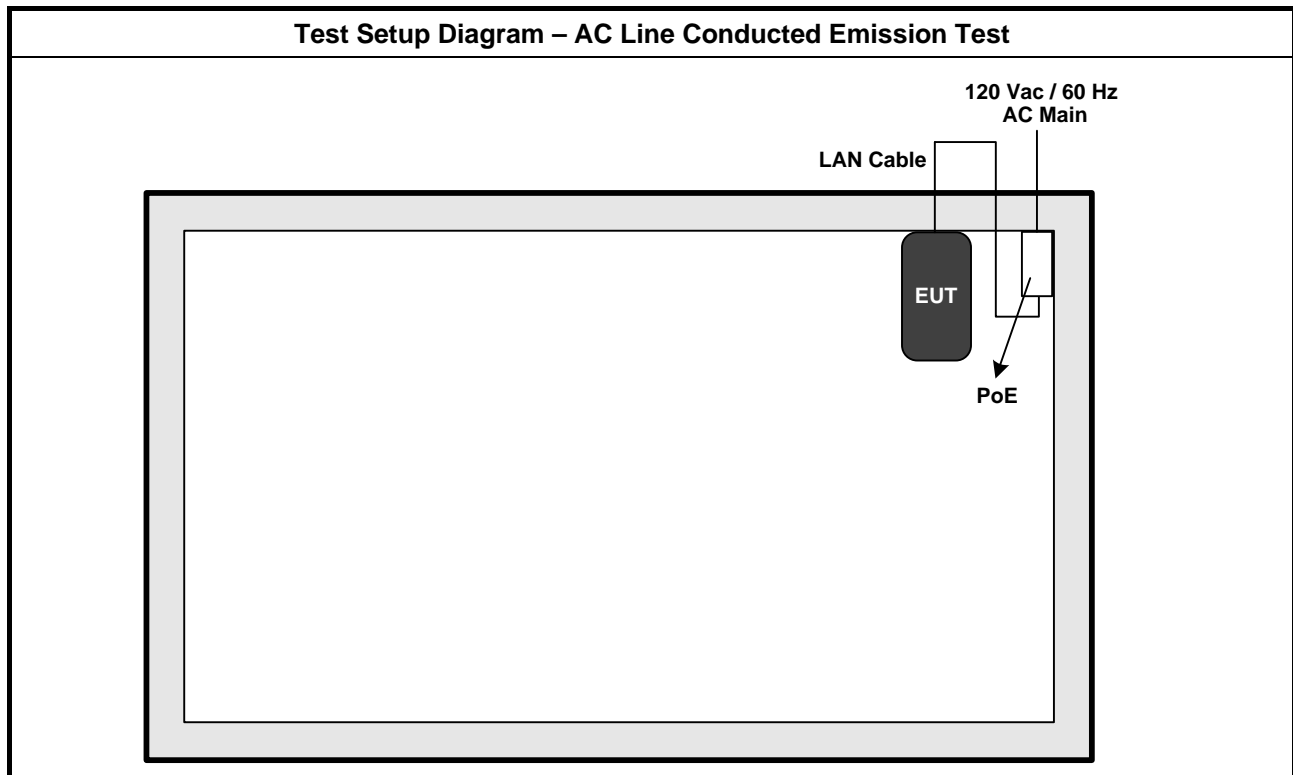 Test Setup Diagram – AC Line Conducted Emission Test
120 Vac / 60 Hz
AC Main
LAN Cable
EUT
PoE